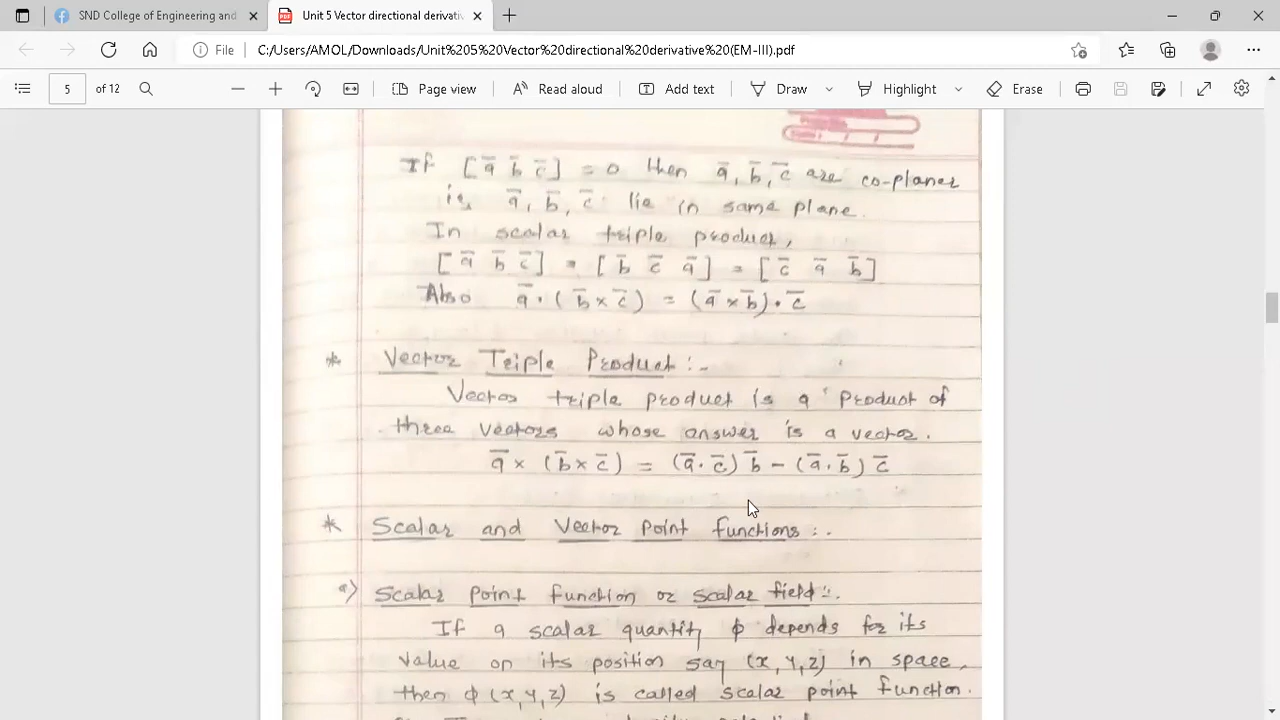 SND College of Engineering and
Unit 5 Vector directional derivativ
File C:/Users/AMOL/Downloads/Unit%205%20Vector%20directional%20derivative%20(EM-III).pdf
5 of 12 Page view Read aloud Add text Draw Highlight Erase
If [a̅ b̅ c̅] = 0 then a̅, b̅, c̅ are co-planer
ie, a̅, b̅, c̅ lie in same plane.
In scalar triple product,
[a̅ b̅ c̅] = [b̅ c̅ a̅] = [c̅ a̅ b̅]
Also a̅ · (b̅ × c̅) = (a̅ × b̅) · c̅
* Vector Triple Product :-
Vector triple product is a product of
three vectors whose answer is a vector.
a̅ × (b̅ × c̅) = (a̅ · c̅) b̅ - (a̅ · b̅) c̅
* Scalar and Vector point functions :-
a) Scalar point function or scalar field :-
If a scalar quantity ϕ depends for its
value on its position say (x, y, z) in space,
then ϕ (x, y, z) is called scalar point function.